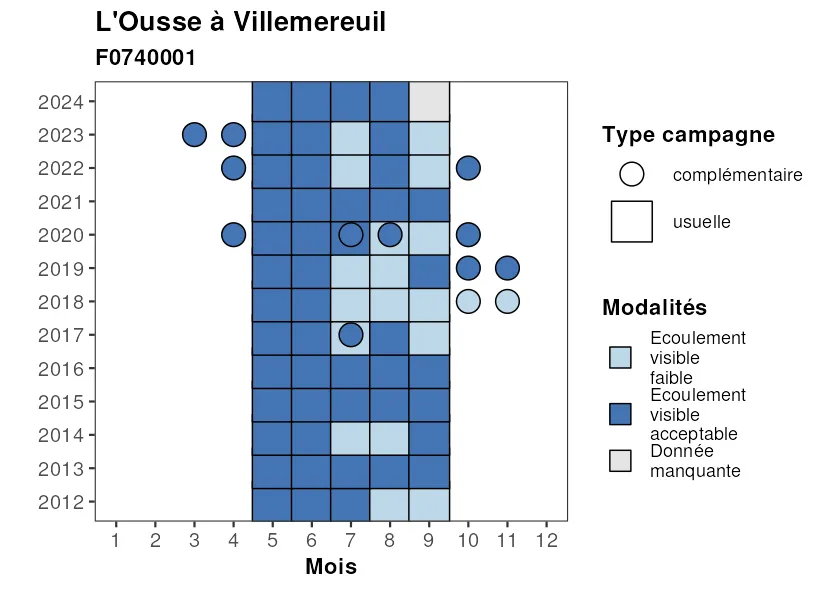 L'Ousse à Villemereuil
F0740001
2024
2023
2022
2021
2020
2019
2018
2017
2016
2015
2014
2013
2012
1 2 3 4 5 6 7 8 9 10 11 12
Mois
Type campagne
complémentaire
usuelle
Modalités
Ecoulement
visible
faible
Ecoulement
visible
acceptable
Donnée
manquante